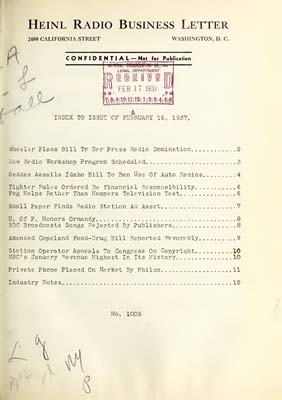 HEINL RADIO BUSINESS LETTER
2400 CALIFORNIA STREET WASHINGTON, D. C.
CONFIDENTIAL—Not for Publication
LEGAL DEPARTMENT
RECEIVED
FEB 17 1937
INDEX TO ISSUE OF FEBRUARY 16, 1937.
Wheeler Plans Bill To Bar Press Radio Domination...........2
New Radio Workshop Program Scheduled...........3
Geddes Assails Idaho Bill To Ban Use Of Auto Radios...........4
Tighter Rules Ordered Re Financial Responsibility...........6
Fog Helps Rather Than Hampers Television Test...........6
Small Paper Finds Radio Station An Asset...........7
U. Of P. Honors Ormandy...........8
BBC Broadcasts Songs Rejected By Publishers...........8
Amended Copeland Food-Drug Bill Reported Favorably...........9
Station Operator Appeals To Congress On Copyright...........10
NBC's January Revenue Highest In Its History...........10
Private Phone Placed On Market By Philco...........11
Industry Notes...........12
No. 1006